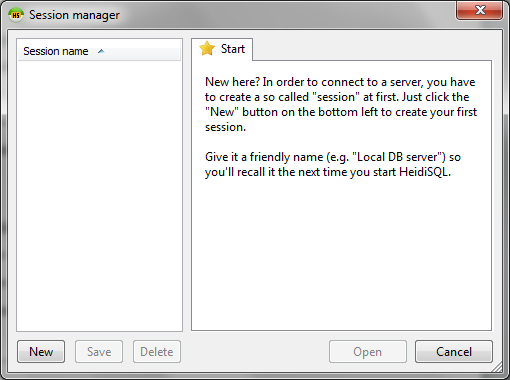 HS Session manager
Session name
Start
New here? In order to connect to a server, you have
to create a so called "session" at first. Just click the
"New" button on the bottom left to create your first
session.
Give it a friendly name (e.g. "Local DB server") so
you'll recall it the next time you start HeidiSQL.
New Save Delete Open Cancel